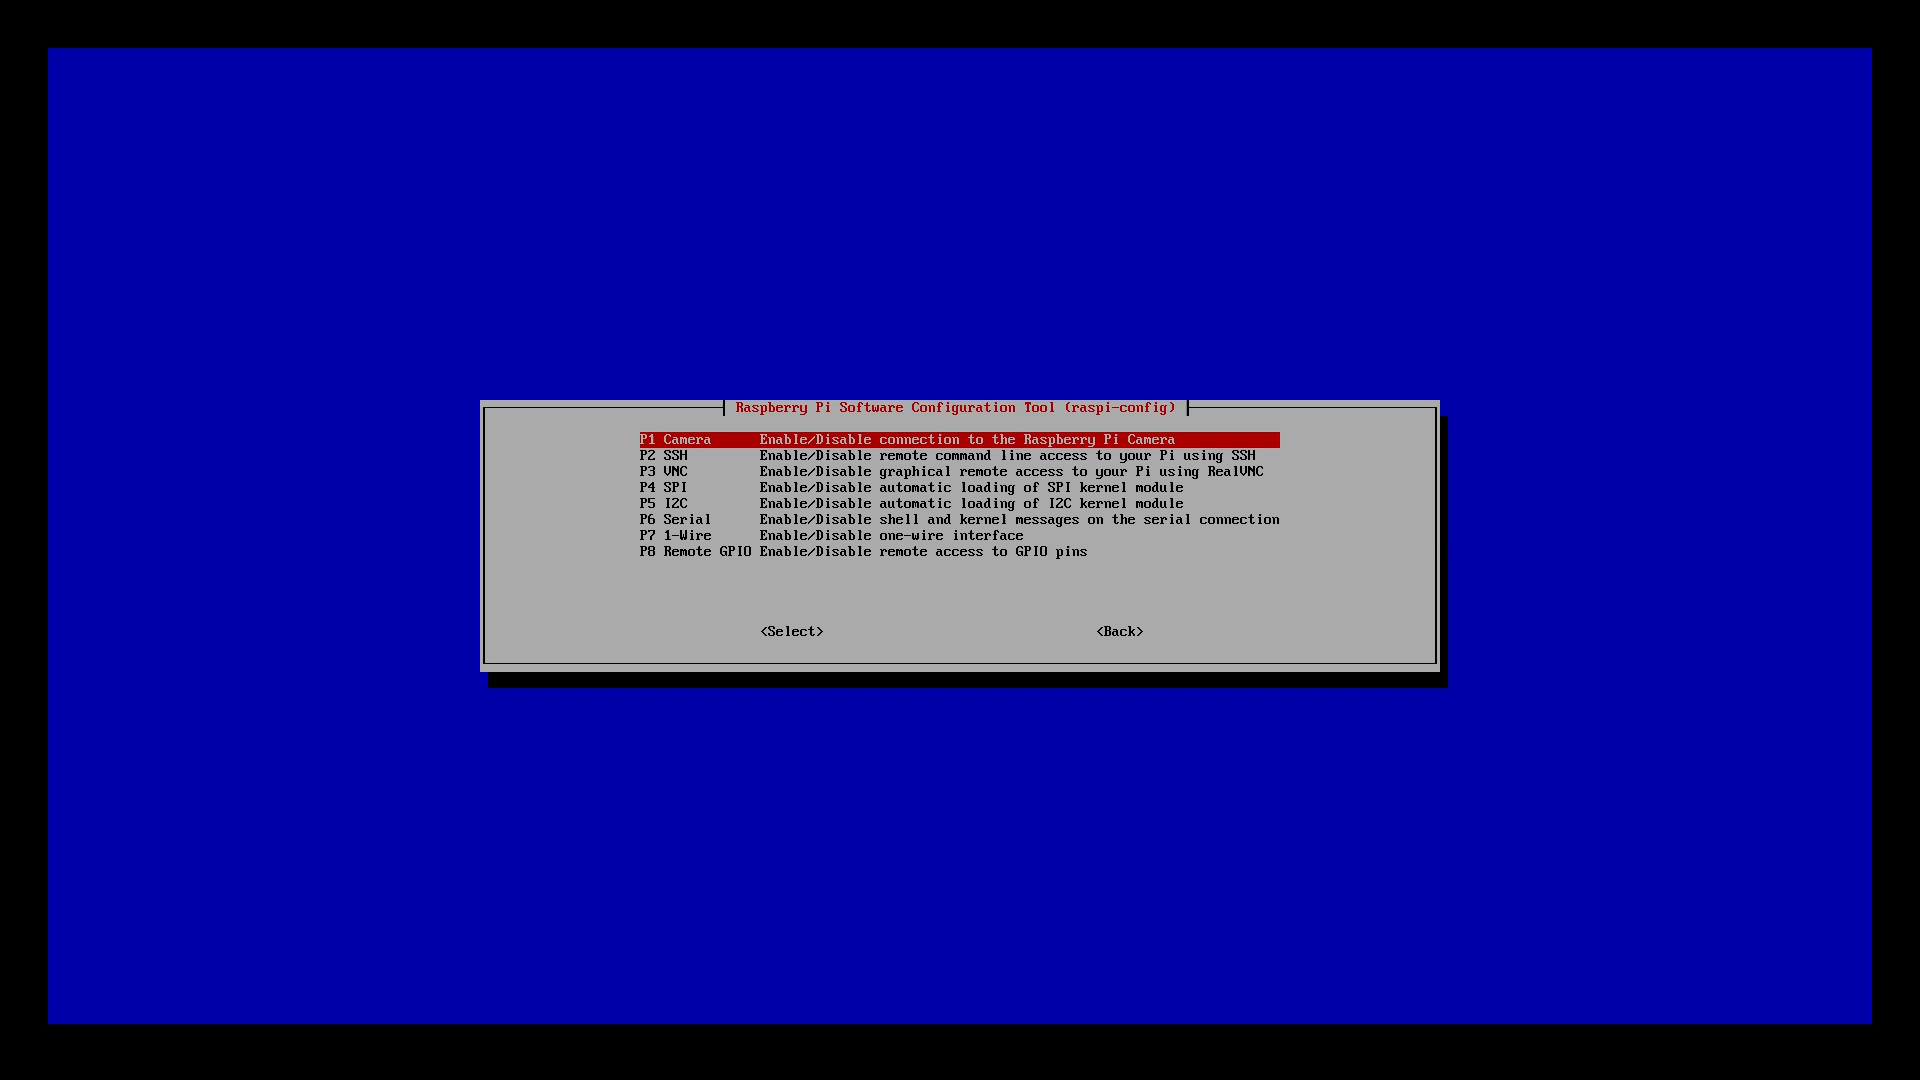 Raspberry Pi Software Configuration Tool (raspi-config)
P1 Camera Enable/Disable connection to the Raspberry Pi Camera
P2 SSH Enable/Disable remote command line access to your Pi using SSH
P3 VNC Enable/Disable graphical remote access to your Pi using RealVNC
P4 SPI Enable/Disable automatic loading of SPI kernel module
P5 I2C Enable/Disable automatic loading of I2C kernel module
P6 Serial Enable/Disable shell and kernel messages on the serial connection
P7 1-Wire Enable/Disable one-wire interface
P8 Remote GPIO Enable/Disable remote access to GPIO pins
<Select> <Back>